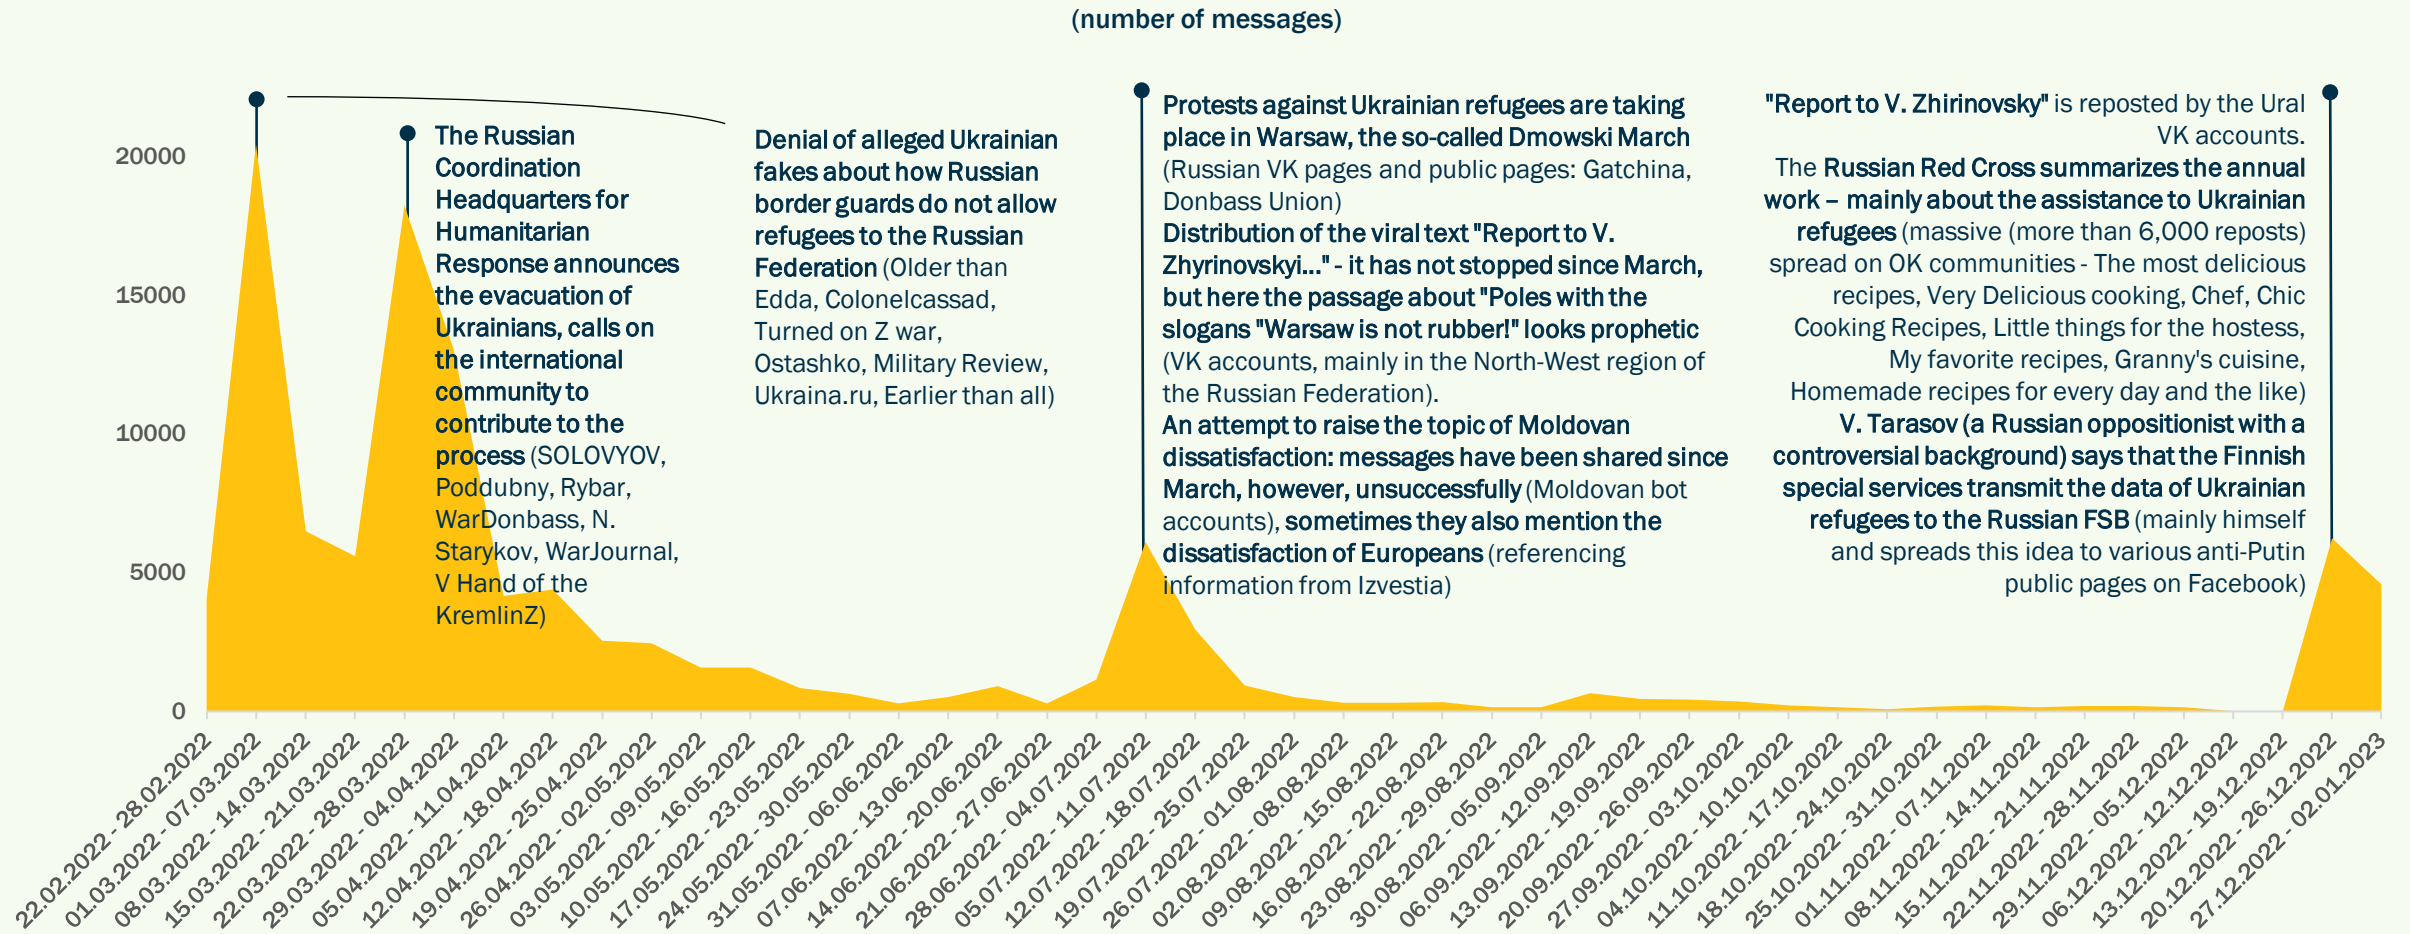 (number of messages)
20000
15000
10000
5000
0
The Russian
Coordination
Headquarters for
Humanitarian
Response announces
the evacuation of
Ukrainians, calls on
the international
community to
contribute to the
process (SOLOVYOV,
Poddubny, Rybar,
WarDonbass, N.
Starykov, WarJournal,
V Hand of the
KremlinZ)
Denial of alleged Ukrainian
fakes about how Russian
border guards do not allow
refugees to the Russian
Federation (Older than
Edda, Colonelcassad,
Turned on Z war,
Ostashko, Military Review,
Ukraina.ru, Earlier than all)
Protests against Ukrainian refugees are taking
place in Warsaw, the so-called Dmowski March
(Russian VK pages and public pages: Gatchina,
Donbass Union)
Distribution of the viral text "Report to V.
Zhyrinovskyi..." - it has not stopped since March,
but here the passage about "Poles with the
slogans "Warsaw is not rubber!" looks prophetic
(VK accounts, mainly in the North-West region of
the Russian Federation).
An attempt to raise the topic of Moldovan
dissatisfaction: messages have been shared since
March, however, unsuccessfully (Moldovan bot
accounts), sometimes they also mention the
dissatisfaction of Europeans (referencing
information from Izvestia)
"Report to V. Zhirinovsky" is reposted by the Ural
VK accounts.
The Russian Red Cross summarizes the annual
work – mainly about the assistance to Ukrainian
refugees (massive (more than 6,000 reposts)
spread on OK communities - The most delicious
recipes, Very Delicious cooking, Chef, Chic
Cooking Recipes, Little things for the hostess,
My favorite recipes, Granny's cuisine,
Homemade recipes for every day and the like)
V. Tarasov (a Russian oppositionist with a
controversial background) says that the Finnish
special services transmit the data of Ukrainian
refugees to the Russian FSB (mainly himself
and spreads this idea to various anti-Putin
public pages on Facebook)
22.02.2022 - 28.02.2022
01.03.2022 - 07.03.2022
08.03.2022 - 14.03.2022
15.03.2022 - 21.03.2022
22.03.2022 - 28.03.2022
29.03.2022 - 04.04.2022
05.04.2022 - 11.04.2022
12.04.2022 - 18.04.2022
19.04.2022 - 25.04.2022
26.04.2022 - 02.05.2022
03.05.2022 - 09.05.2022
10.05.2022 - 16.05.2022
17.05.2022 - 23.05.2022
24.05.2022 - 30.05.2022
31.05.2022 - 06.06.2022
07.06.2022 - 13.06.2022
14.06.2022 - 20.06.2022
21.06.2022 - 27.06.2022
28.06.2022 - 04.07.2022
05.07.2022 - 11.07.2022
12.07.2022 - 18.07.2022
19.07.2022 - 25.07.2022
26.07.2022 - 01.08.2022
02.08.2022 - 08.08.2022
09.08.2022 - 15.08.2022
16.08.2022 - 22.08.2022
23.08.2022 - 29.08.2022
30.08.2022 - 05.09.2022
06.09.2022 - 12.09.2022
13.09.2022 - 19.09.2022
20.09.2022 - 26.09.2022
27.09.2022 - 03.10.2022
04.10.2022 - 10.10.2022
11.10.2022 - 17.10.2022
18.10.2022 - 24.10.2022
25.10.2022 - 31.10.2022
01.11.2022 - 07.11.2022
08.11.2022 - 14.11.2022
15.11.2022 - 21.11.2022
22.11.2022 - 28.11.2022
29.11.2022 - 05.12.2022
06.12.2022 - 12.12.2022
13.12.2022 - 19.12.2022
20.12.2022 - 26.12.2022
27.12.2022 - 02.01.2023